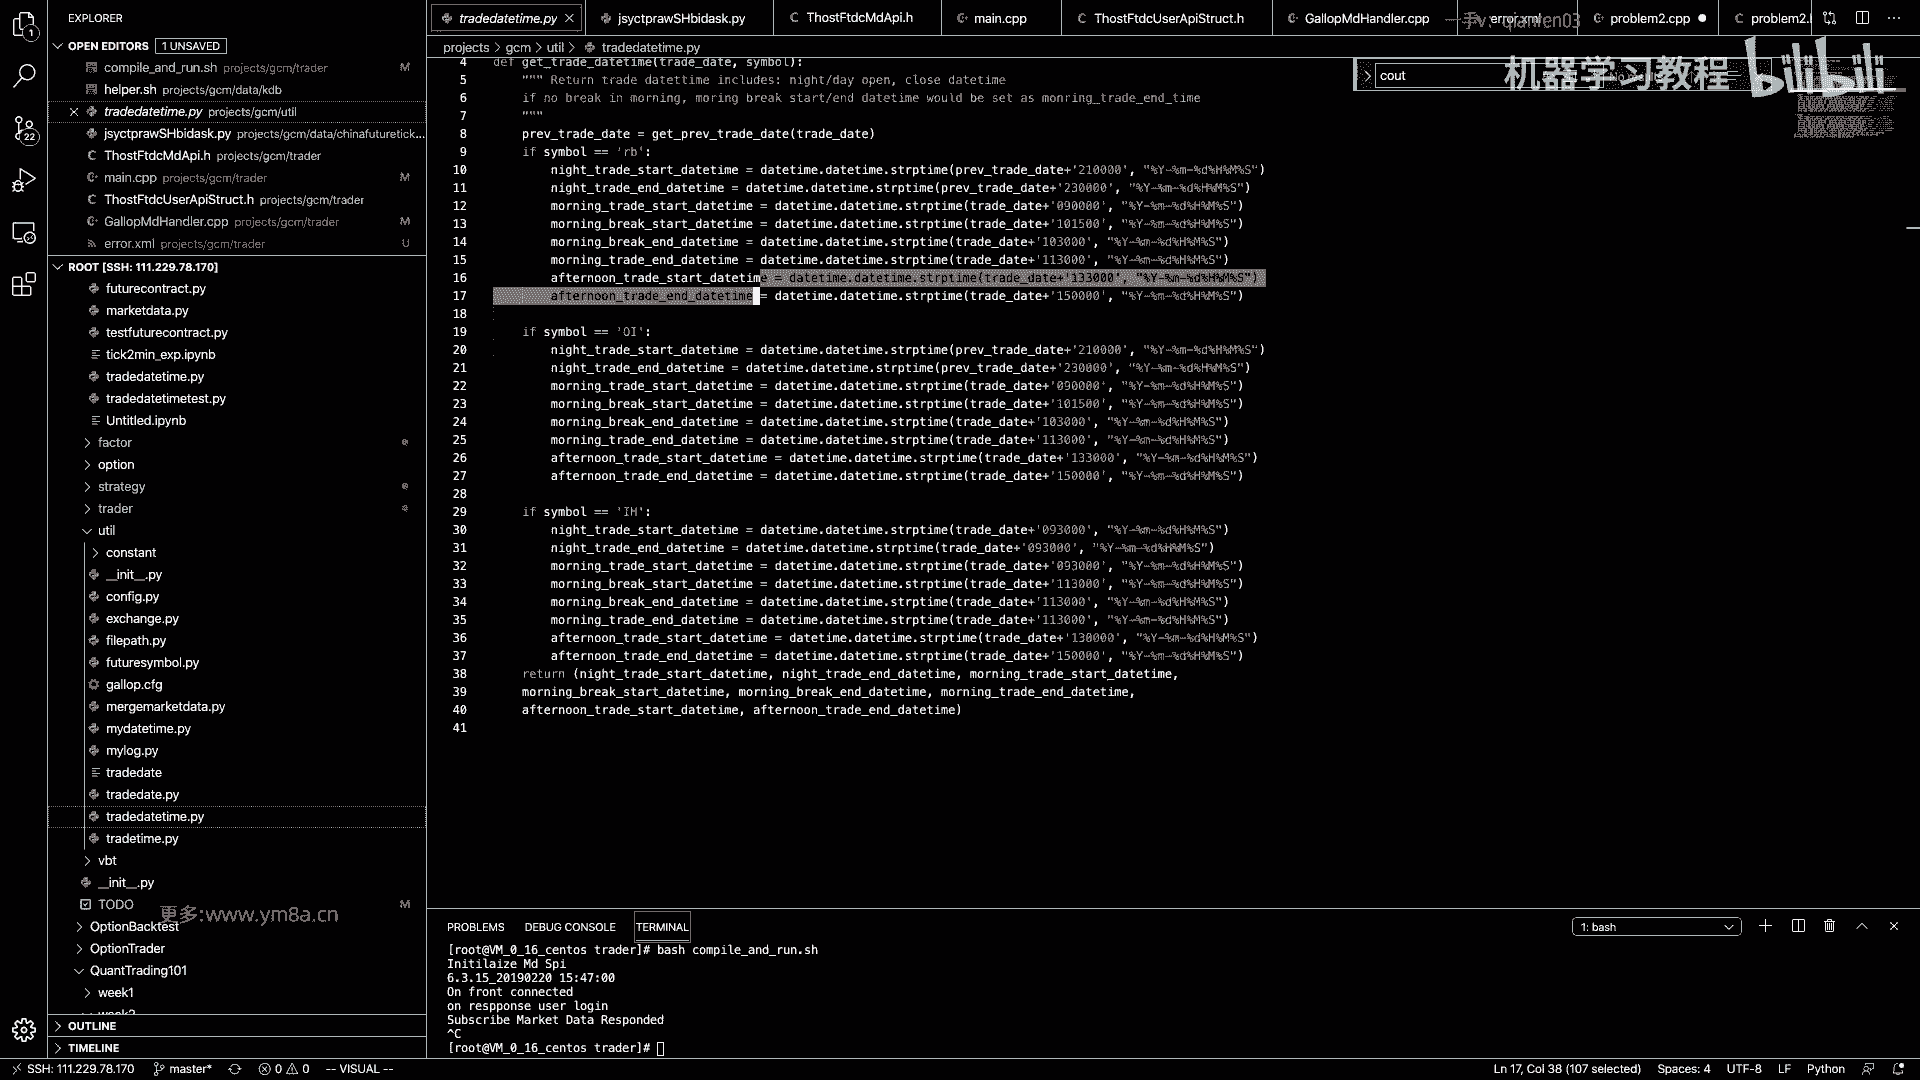 EXPLORER
OPEN EDITORS 1 UNSAVED
compile_and_run.sh projects/gcm/trader M
helper.sh projects/gcm/data/kdb
tradedatetime.py projects/gcm/util
jsyctprawSHbidask.py projects/gcm/data/chinafuturetick...
ThostFtdcMdApi.h projects/gcm/trader
main.cpp projects/gcm/trader M
ThostFtdcUserApiStruct.h projects/gcm/trader
GallopMdHandler.cpp projects/gcm/trader M
error.xml projects/gcm/trader U
ROOT [SSH: 111.229.78.170]
futurecontract.py
marketdata.py
testfuturecontract.py
tick2min_exp.ipynb
tradedatetime.py
tradedatetimetest.py
Untitled.ipynb
factor
option
strategy
trader
util
constant
__init__.py
config.py
exchange.py
filepath.py
futuresymbol.py
gallop.cfg
mergemarketdata.py
mydatetime.py
mylog.py
tradedate
tradedate.py
tradedatetime.py
tradetime.py
vbt
__init__.py
TODO M
更多:www.ym8a.cn
OptionBacktest
OptionTrader
QuantTrading101
week1
OUTLINE
TIMELINE
tradedatetime.py jsyctprawSHbidask.py ThostFtdcMdApi.h main.cpp ThostFtdcUserApiStruct.h GallopMdHandler.cpp error.xml problem2.cpp problem2.
projects > gcm > util > tradedatetime.py
cout
机器学习教程 bilibili
4 def get_trade_datetime(trade_date, symbol):
5 """ Return trade datettime includes: night/day open, close datetime
6 if no break in morning, moring break start/end datetime would be set as monring_trade_end_time
7 """
8 prev_trade_date = get_prev_trade_date(trade_date)
9 if symbol == 'rb':
10 night_trade_start_datetime = datetime.datetime.strptime(prev_trade_date+'210000', "%Y-%m-%d%H%M%S")
11 night_trade_end_datetime = datetime.datetime.strptime(prev_trade_date+'230000', "%Y-%m-%d%H%M%S")
12 morning_trade_start_datetime = datetime.datetime.strptime(trade_date+'090000', "%Y-%m-%d%H%M%S")
13 morning_break_start_datetime = datetime.datetime.strptime(trade_date+'101500', "%Y-%m-%d%H%M%S")
14 morning_break_end_datetime = datetime.datetime.strptime(trade_date+'103000', "%Y-%m-%d%H%M%S")
15 morning_trade_end_datetime = datetime.datetime.strptime(trade_date+'113000', "%Y-%m-%d%H%M%S")
16 afternoon_trade_start_datetime = datetime.datetime.strptime(trade_date+'133000', "%Y-%m-%d%H%M%S")
17 afternoon_trade_end_datetime = datetime.datetime.strptime(trade_date+'150000', "%Y-%m-%d%H%M%S")
18
19 if symbol == 'OI':
20 night_trade_start_datetime = datetime.datetime.strptime(prev_trade_date+'210000', "%Y-%m-%d%H%M%S")
21 night_trade_end_datetime = datetime.datetime.strptime(prev_trade_date+'230000', "%Y-%m-%d%H%M%S")
22 morning_trade_start_datetime = datetime.datetime.strptime(trade_date+'090000', "%Y-%m-%d%H%M%S")
23 morning_break_start_datetime = datetime.datetime.strptime(trade_date+'101500', "%Y-%m-%d%H%M%S")
24 morning_break_end_datetime = datetime.datetime.strptime(trade_date+'103000', "%Y-%m-%d%H%M%S")
25 morning_trade_end_datetime = datetime.datetime.strptime(trade_date+'113000', "%Y-%m-%d%H%M%S")
26 afternoon_trade_start_datetime = datetime.datetime.strptime(trade_date+'133000', "%Y-%m-%d%H%M%S")
27 afternoon_trade_end_datetime = datetime.datetime.strptime(trade_date+'150000', "%Y-%m-%d%H%M%S")
28
29 if symbol == 'IH':
30 night_trade_start_datetime = datetime.datetime.strptime(trade_date+'093000', "%Y-%m-%d%H%M%S")
31 night_trade_end_datetime = datetime.datetime.strptime(trade_date+'093000', "%Y-%m-%d%H%M%S")
32 morning_trade_start_datetime = datetime.datetime.strptime(trade_date+'093000', "%Y-%m-%d%H%M%S")
33 morning_break_start_datetime = datetime.datetime.strptime(trade_date+'113000', "%Y-%m-%d%H%M%S")
34 morning_break_end_datetime = datetime.datetime.strptime(trade_date+'113000', "%Y-%m-%d%H%M%S")
35 morning_trade_end_datetime = datetime.datetime.strptime(trade_date+'113000', "%Y-%m-%d%H%M%S")
36 afternoon_trade_start_datetime = datetime.datetime.strptime(trade_date+'130000', "%Y-%m-%d%H%M%S")
37 afternoon_trade_end_datetime = datetime.datetime.strptime(trade_date+'150000', "%Y-%m-%d%H%M%S")
38 return (night_trade_start_datetime, night_trade_end_datetime, morning_trade_start_datetime,
39 morning_break_start_datetime, morning_break_end_datetime, morning_trade_end_datetime,
40 afternoon_trade_start_datetime, afternoon_trade_end_datetime)
41
PROBLEMS DEBUG CONSOLE TERMINAL 1: bash
[root@VM_0_16_centos trader]# bash compile_and_run.sh
Initilaize Md Spi
6.3.15_20190220 15:47:00
On front connected
on respponse user login
Subscribe Market Data Responded
^C
[root@VM_0_16_centos trader]#
SSH: 111.229.78.170 master* 0 0 -- VISUAL -- Ln 17, Col 38 (107 selected) Spaces: 4 UTF-8 LF Python